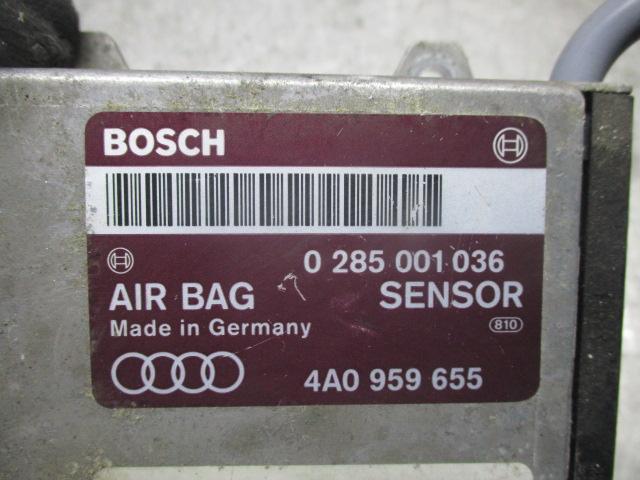 BOSCH
0 285 001 036
AIR BAG SENSOR
Made in Germany 810
4A0 959 655